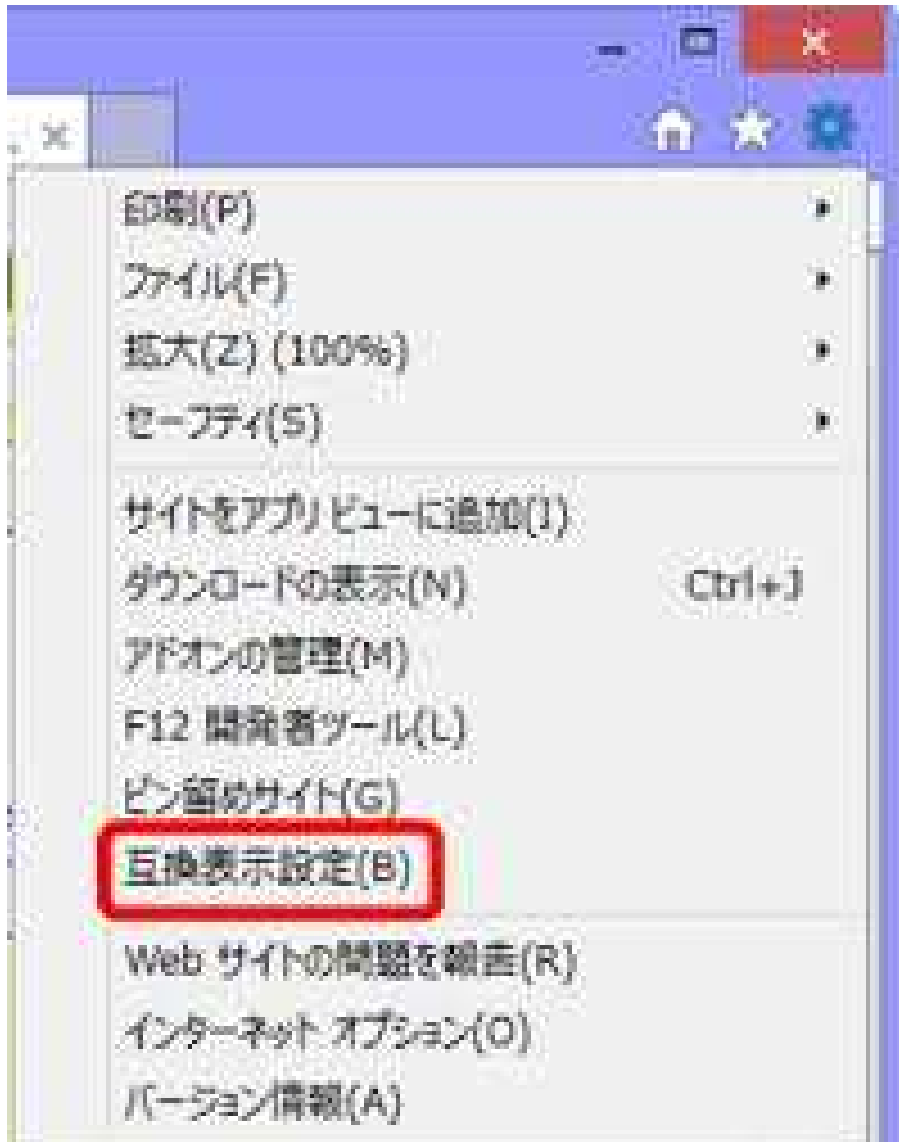 印刷(P)
ファイル(F)
拡大(Z) (100%)
セーフティ(S)
サイトをアプリ ビューに追加(I)
ダウンロードの表示(N) Ctrl+J
アドオンの管理(M)
F12 開発者ツール(L)
ピン留めサイト(G)
互換表示設定(B)
Web サイトの問題を報告(R)
インターネット オプション(O)
バージョン情報(A)